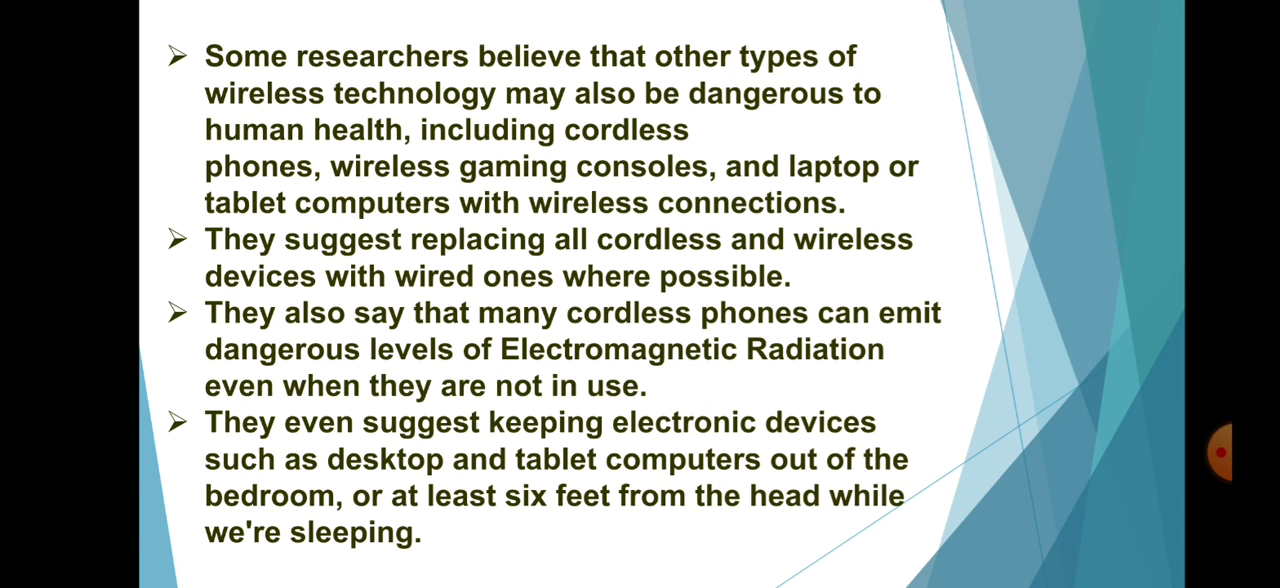 ➢ Some researchers believe that other types of
wireless technology may also be dangerous to
human health, including cordless
phones, wireless gaming consoles, and laptop or
tablet computers with wireless connections.
➢ They suggest replacing all cordless and wireless
devices with wired ones where possible.
➢ They also say that many cordless phones can emit
dangerous levels of Electromagnetic Radiation
even when they are not in use.
➢ They even suggest keeping electronic devices
such as desktop and tablet computers out of the
bedroom, or at least six feet from the head while
we're sleeping.